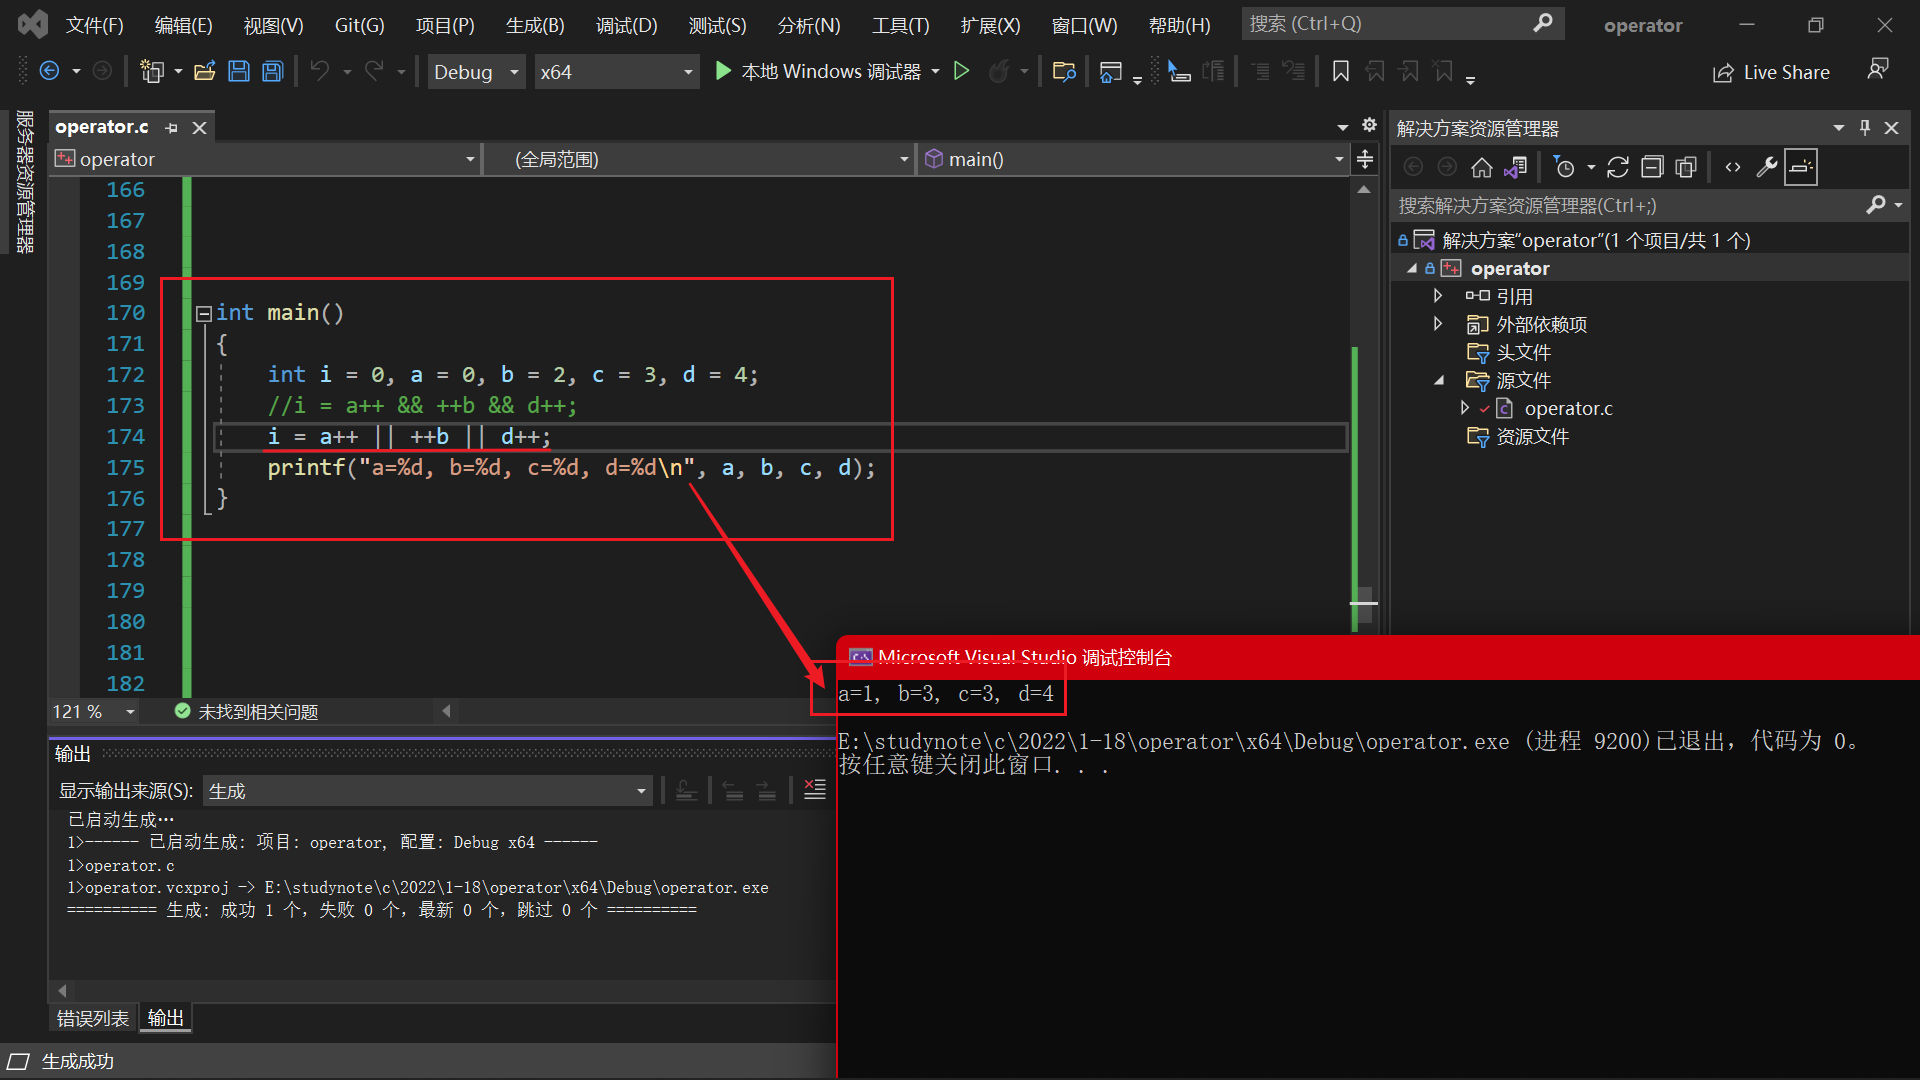 文件(F) 编辑(E) 视图(V) Git(G) 项目(P) 生成(B) 调试(D) 测试(S) 分析(N) 工具(T) 扩展(X) 窗口(W) 帮助(H) 搜索 (Ctrl+Q) operator
Debug x64 本地 Windows 调试器 Live Share
服务器资源管理器
operator.c
operator (全局范围) main()
166
167
168
169
170 int main()
171 {
172 int i = 0, a = 0, b = 2, c = 3, d = 4;
173 //i = a++ && ++b && d++;
174 i = a++ || ++b || d++;
175 printf("a=%d, b=%d, c=%d, d=%d\n", a, b, c, d);
176 }
177
178
179
180
181
182
121 % 未找到相关问题
解决方案资源管理器
搜索解决方案资源管理器(Ctrl+;)
解决方案“operator”(1 个项目/共 1 个)
operator
引用
外部依赖项
头文件
源文件
operator.c
资源文件
输出
显示输出来源(S): 生成
已启动生成…
1>------ 已启动生成: 项目: operator, 配置: Debug x64 ------
1>operator.c
1>operator.vcxproj -> E:\studynote\c\2022\1-18\operator\x64\Debug\operator.exe
========== 生成: 成功 1 个，失败 0 个，最新 0 个，跳过 0 个 ==========
错误列表 输出
生成成功
Microsoft Visual Studio 调试控制台
a=1, b=3, c=3, d=4
E:\studynote\c\2022\1-18\operator\x64\Debug\operator.exe (进程 9200)已退出，代码为 0。
按任意键关闭此窗口. . .